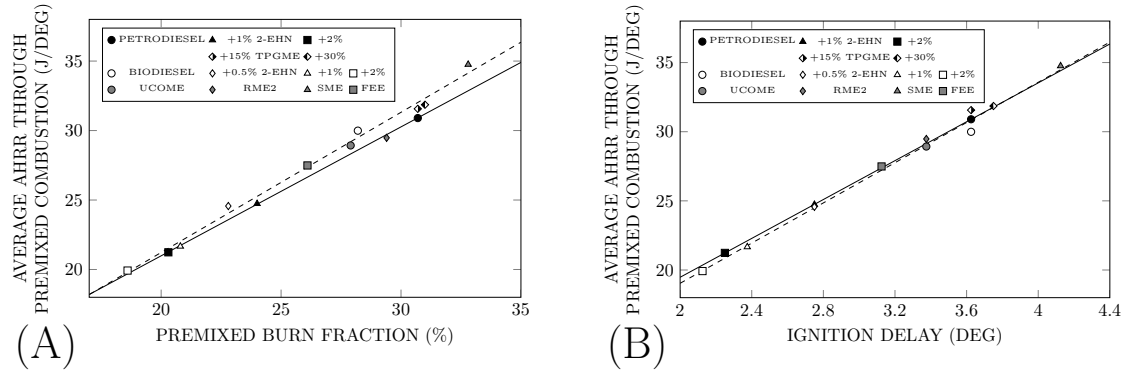 AVERAGE AHRR THROUGH
PREMIXED COMBUSTION (J/DEG)
35
30
25
20
PETRODIESEL +1% 2-EHN +2%
+15% TPGME +30%
BIODIESEL +0.5% 2-EHN +1% +2%
UCOME RME2 SME FEE
20 25 30 35
PREMIXED BURN FRACTION (%)
(A)
AVERAGE AHRR THROUGH
PREMIXED COMBUSTION (J/DEG)
35
30
25
20
PETRODIESEL +1% 2-EHN +2%
+15% TPGME +30%
BIODIESEL +0.5% 2-EHN +1% +2%
UCOME RME2 SME FEE
2 2.4 2.8 3.2 3.6 4 4.4
IGNITION DELAY (DEG)
(B)